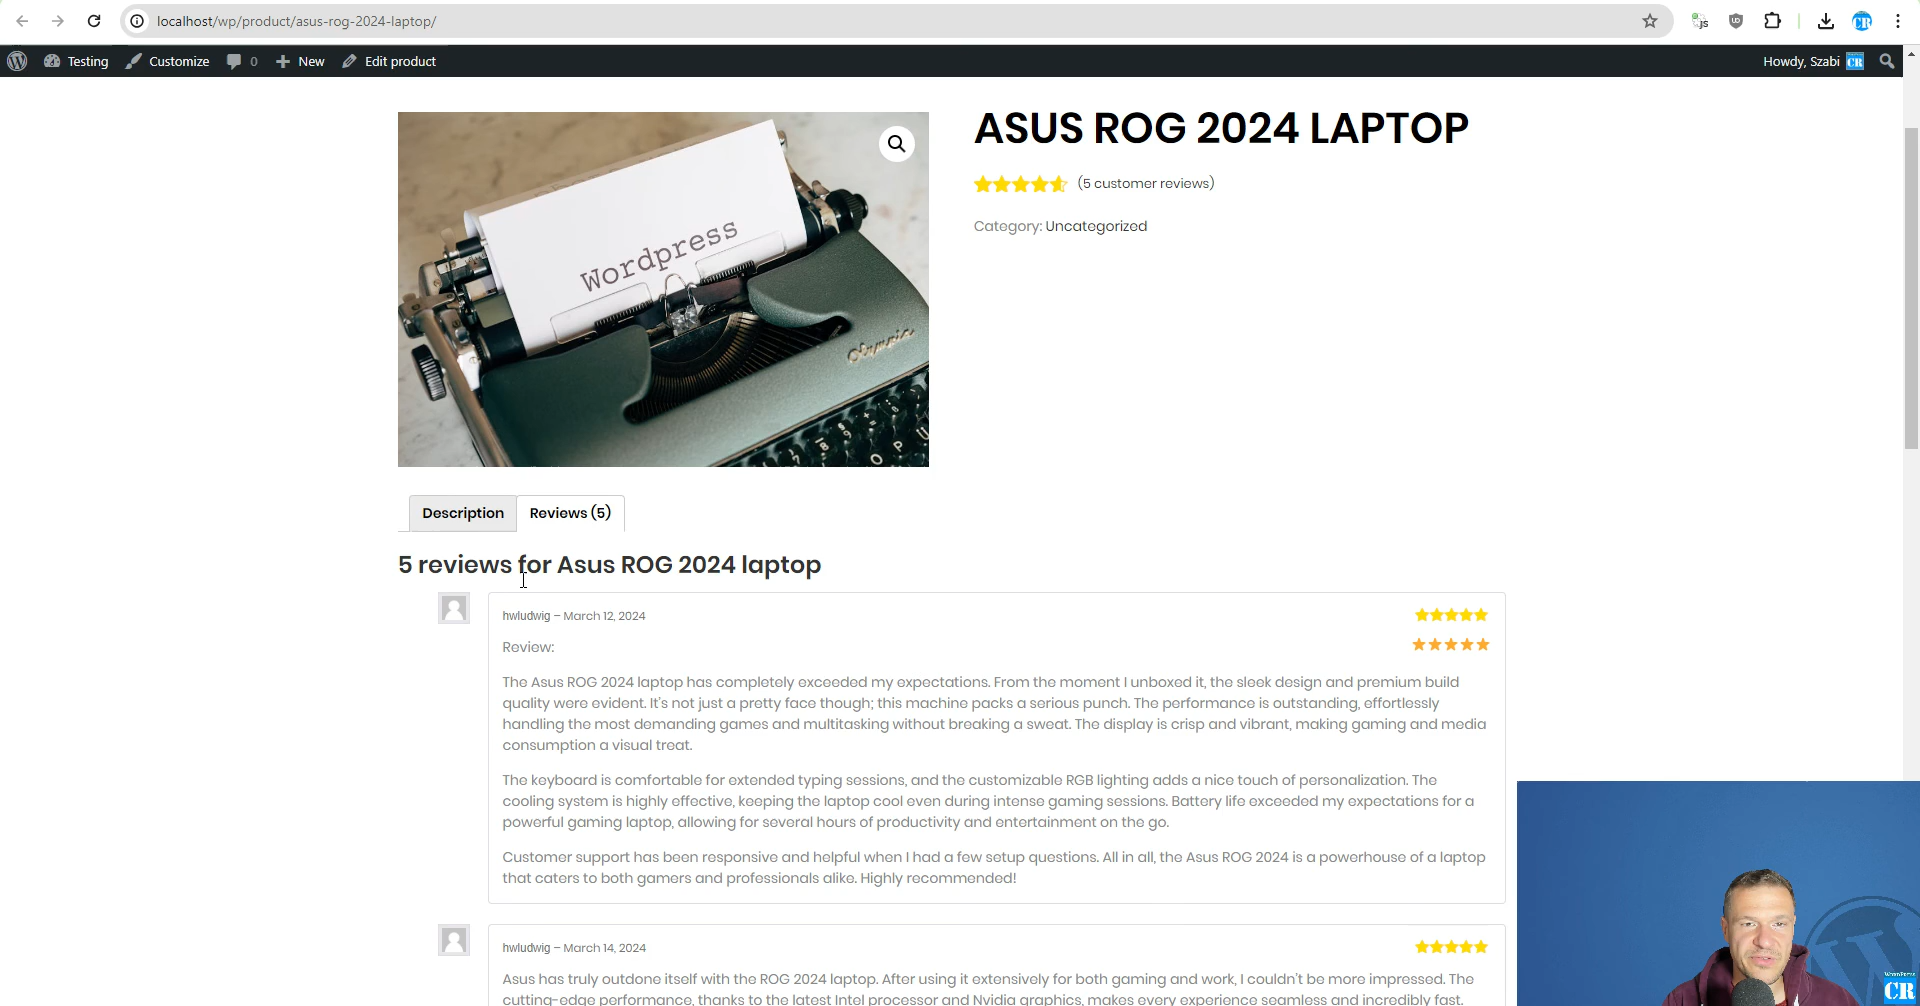 localhost/wp/product/asus-rog-2024-laptop/
JS
CR
Testing
Customize
0
New
Edit product
Howdy, Szabi
CR
Wordpress
Olympia
ASUS ROG 2024 LAPTOP
(5 customer reviews)
Category: Uncategorized
Description
Reviews (5)
5 reviews for Asus ROG 2024 laptop
hwludwig – March 12, 2024
Review:
The Asus ROG 2024 laptop has completely exceeded my expectations. From the moment I unboxed it, the sleek design and premium build
quality were evident. It's not just a pretty face though; this machine packs a serious punch. The performance is outstanding, effortlessly
handling the most demanding games and multitasking without breaking a sweat. The display is crisp and vibrant, making gaming and media
consumption a visual treat.
The keyboard is comfortable for extended typing sessions, and the customizable RGB lighting adds a nice touch of personalization. The
cooling system is highly effective, keeping the laptop cool even during intense gaming sessions. Battery life exceeded my expectations for a
powerful gaming laptop, allowing for several hours of productivity and entertainment on the go.
Customer support has been responsive and helpful when I had a few setup questions. All in all, the Asus ROG 2024 is a powerhouse of a laptop
that caters to both gamers and professionals alike. Highly recommended!
hwludwig – March 14, 2024
Asus has truly outdone itself with the ROG 2024 laptop. After using it extensively for both gaming and work, I couldn't be more impressed. The
cutting-edge performance, thanks to the latest Intel processor and Nvidia graphics, makes every experience seamless and incredibly fast.
WORDPRESS
CR